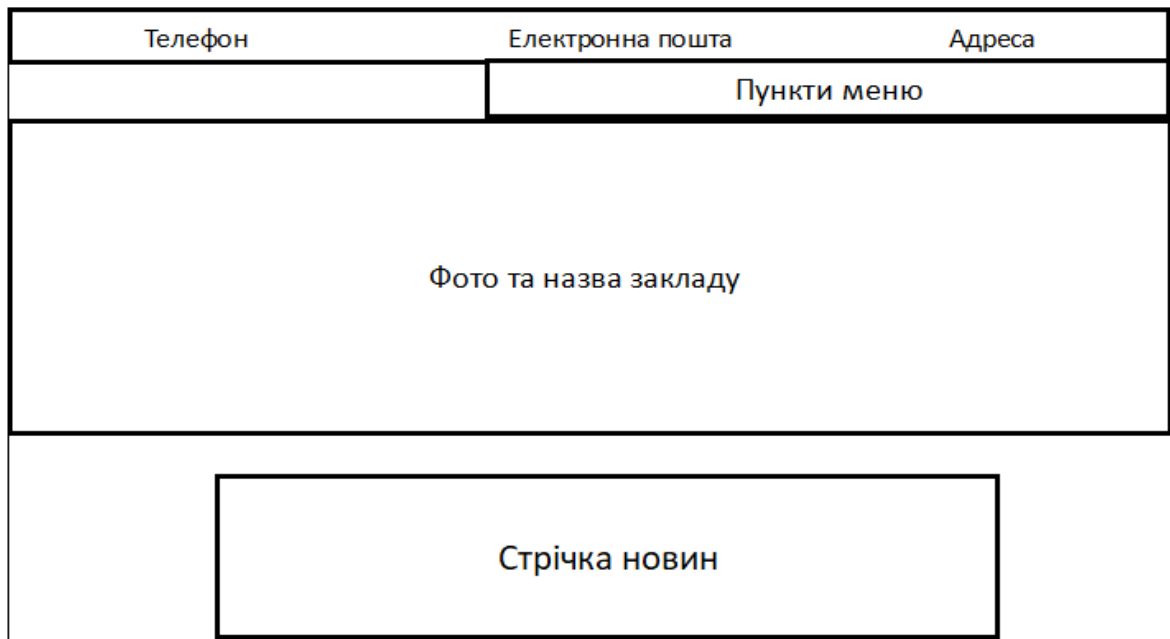 Телефон Електронна пошта Адреса
Пункти меню
Фото та назва закладу
Стрічка новин